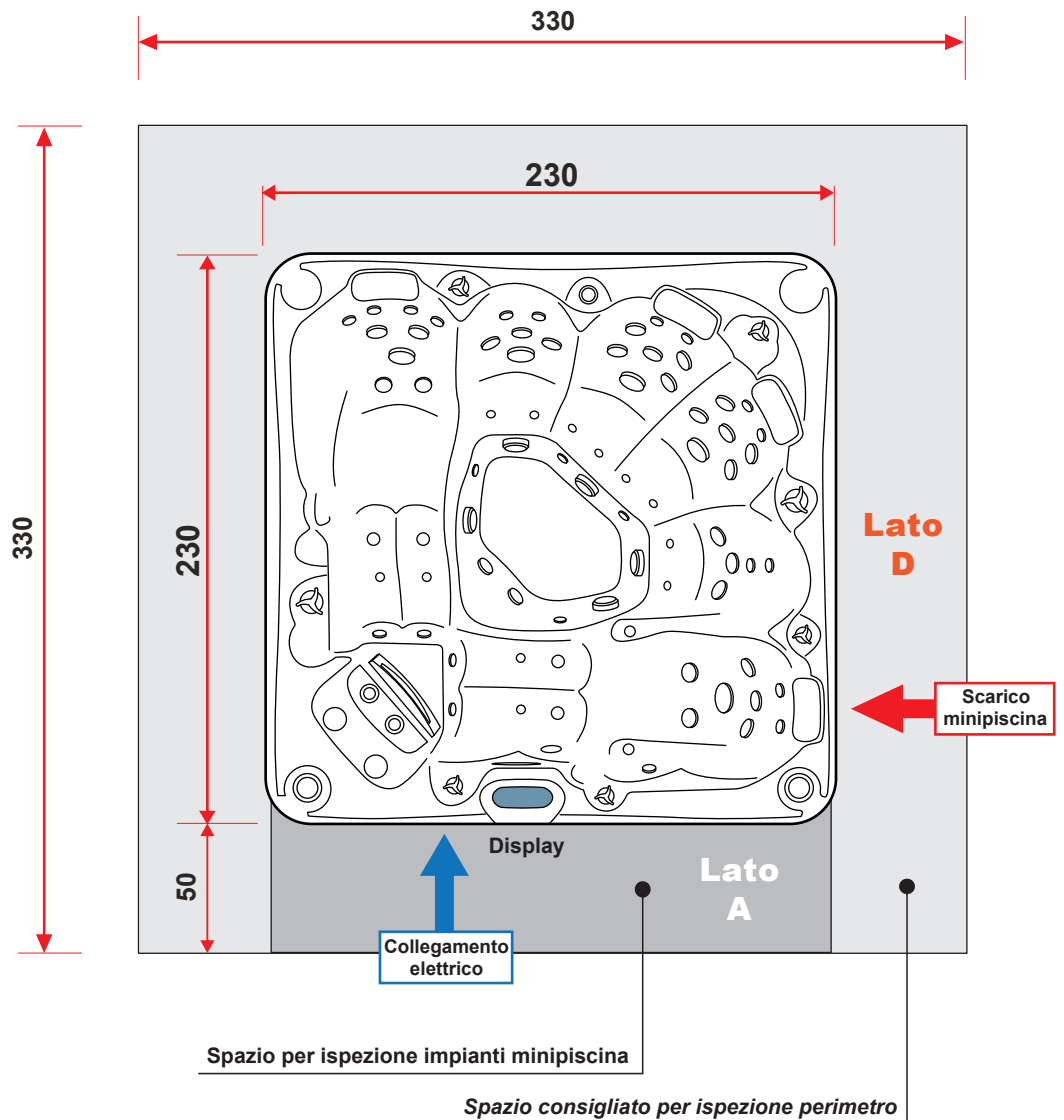 330
230
330
230
Lato
D
Scarico
minipiscina
Display
50
Lato
A
Collegamento
elettrico
Spazio per ispezione impianti minipiscina
Spazio consigliato per ispezione perimetro